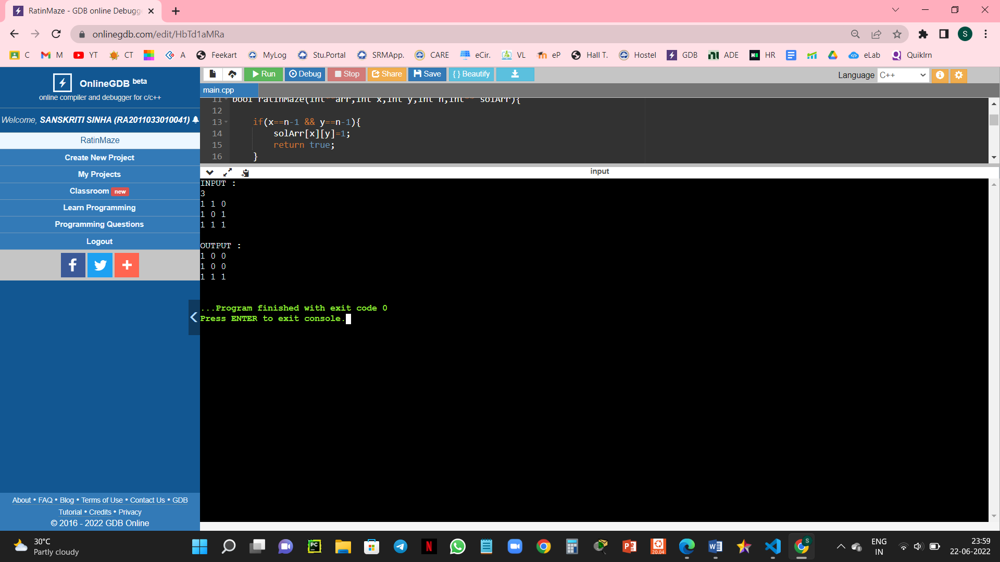 RatinMaze - GDB online Debugge
onlinegdb.com/edit/HbTd1aMRa
S
C M YT CT A Feekart MyLog Stu.Portal SRMApp. CARE eCir. VL eP Hall T. Hostel GDB ADE HR eLab QuikIrn
OnlineGDB beta
online compiler and debugger for c/c++
Welcome, SANSKRITI SINHA (RA2011033010041)
RatinMaze
Create New Project
My Projects
Classroom new
Learn Programming
Programming Questions
Logout
About • FAQ • Blog • Terms of Use • Contact Us • GDB
Tutorial • Credits • Privacy
© 2016 - 2022 GDB Online
Run Debug Stop Share Save { } Beautify
Language C++
main.cpp
11 bool ratinMaze(int**arr,int x,int y,int n,int** solArr){
12
13 if(x==n-1 && y==n-1){
14 solArr[x][y]=1;
15 return true;
16 }
input
INPUT :
3
1 1 0
1 0 1
1 1 1
OUTPUT :
1 0 0
1 0 0
1 1 1
...Program finished with exit code 0
Press ENTER to exit console.
30°C
Partly cloudy
PC
N
20.04
S
ENG
IN
23:59
22-06-2022